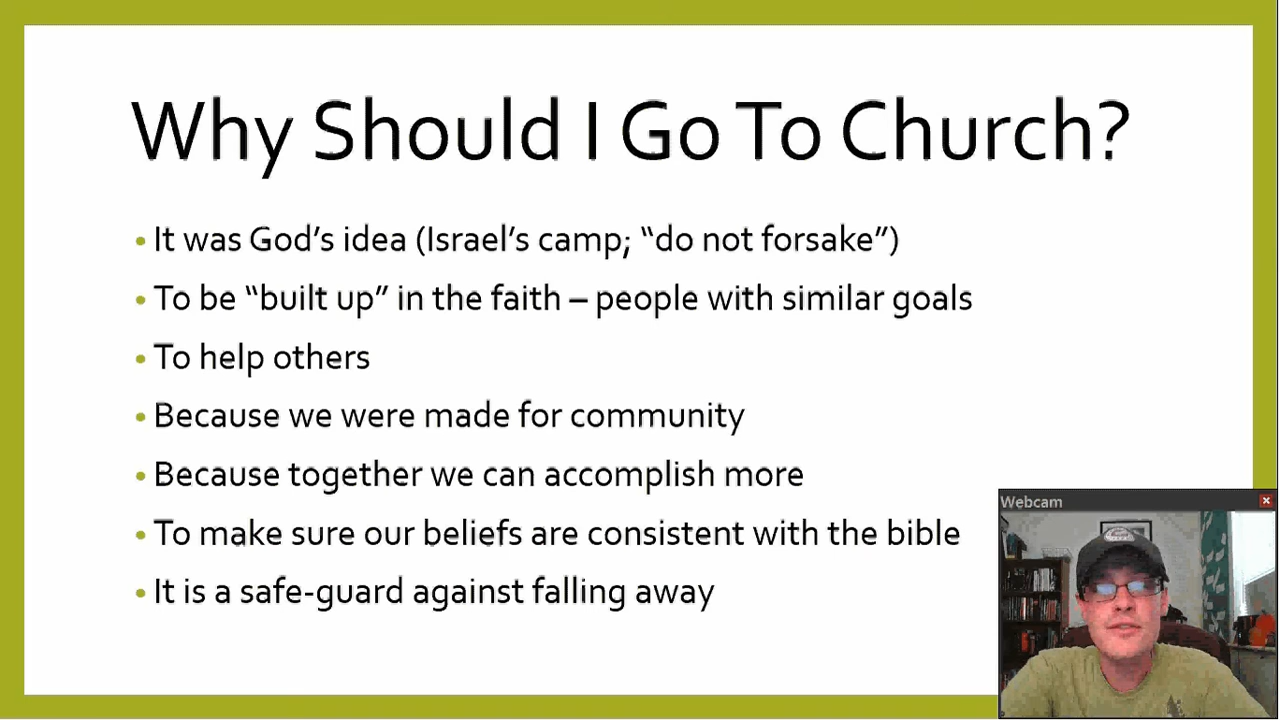 Why Should I Go To Church?
• It was God's idea (Israel's camp; “do not forsake”)
• To be “built up” in the faith – people with similar goals
• To help others
• Because we were made for community
• Because together we can accomplish more
• To make sure our beliefs are consistent with the bible
• It is a safe-guard against falling away
Webcam